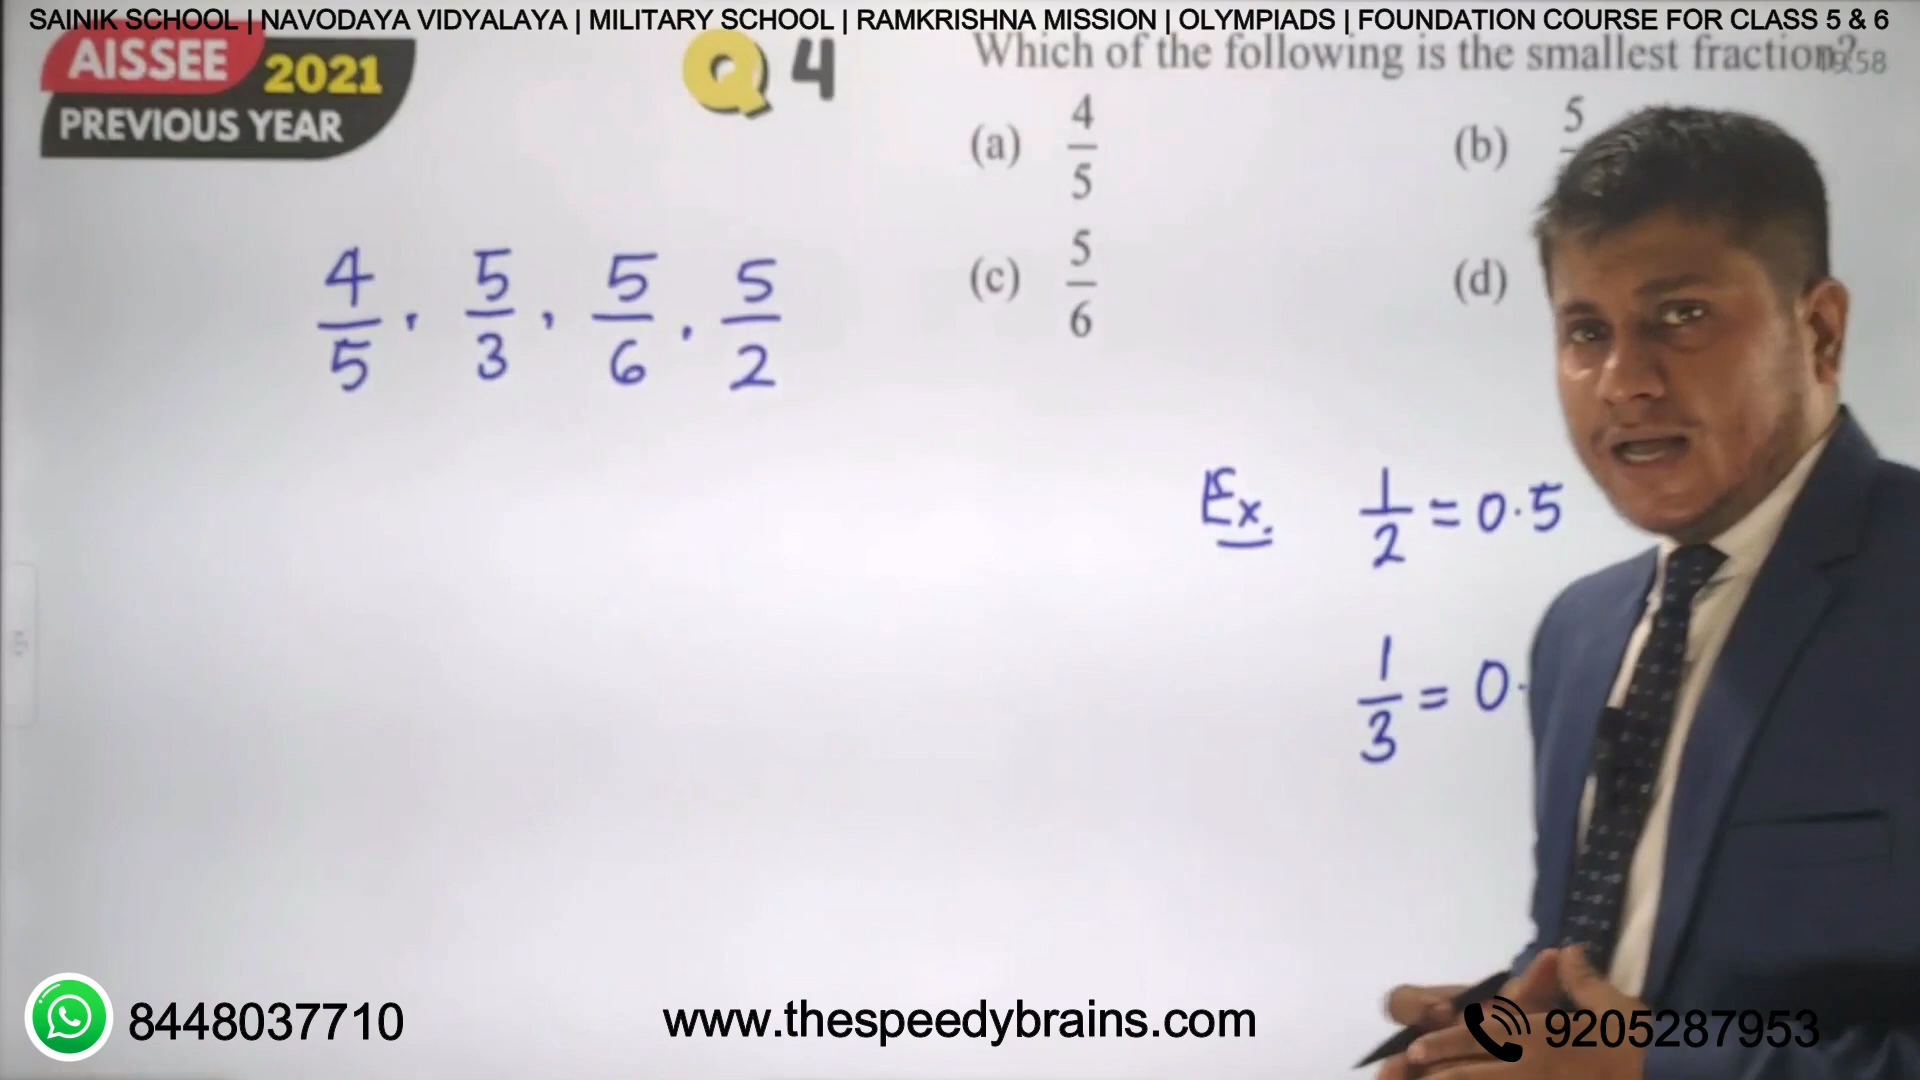 SAINIK SCHOOL | NAVODAYA VIDYALAYA | MILITARY SCHOOL | RAMKRISHNA MISSION | OLYMPIADS | FOUNDATION COURSE FOR CLASS 5 & 6
AISSEE 2021
PREVIOUS YEAR
Q 4
Which of the following is the smallest fraction?
(a) 4/5
(b) 5
(c) 5/6
(d)
4/5, 5/3, 5/6, 5/2
Ex. 1/2 = 0.5
1/3 = 0.
8448037710
www.thespeedybrains.com
9205287953